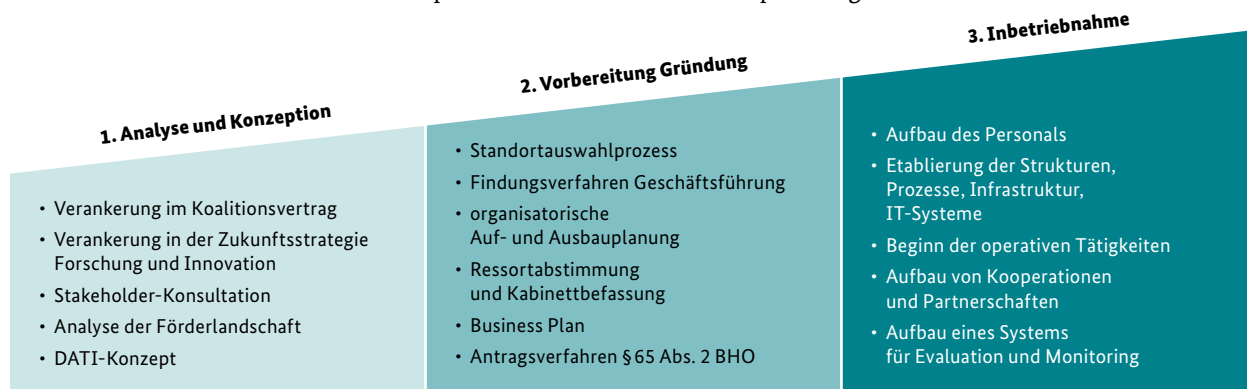 1. Analyse und Konzeption
• Verankerung im Koalitionsvertrag
• Verankerung in der Zukunftsstrategie
Forschung und Innovation
• Stakeholder-Konsultation
• Analyse der Förderlandschaft
• DATI-Konzept
2. Vorbereitung Gründung
• Standortauswahlprozess
• Findungsverfahren Geschäftsführung
• organisatorische
Auf- und Ausbauplanung
• Ressortabstimmung
und Kabinettbefassung
• Business Plan
• Antragsverfahren § 65 Abs. 2 BHO
3. Inbetriebnahme
• Aufbau des Personals
• Etablierung der Strukturen,
Prozesse, Infrastruktur,
IT-Systeme
• Beginn der operativen Tätigkeiten
• Aufbau von Kooperationen
und Partnerschaften
• Aufbau eines Systems
für Evaluation und Monitoring